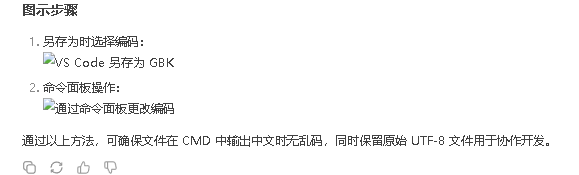 图示步骤
1. 另存为时选择编码：
VS Code 另存为 GBK
2. 命令面板操作：
通过命令面板更改编码
通过以上方法，可确保文件在 CMD 中输出中文时无乱码，同时保留原始 UTF-8 文件用于协作开发。